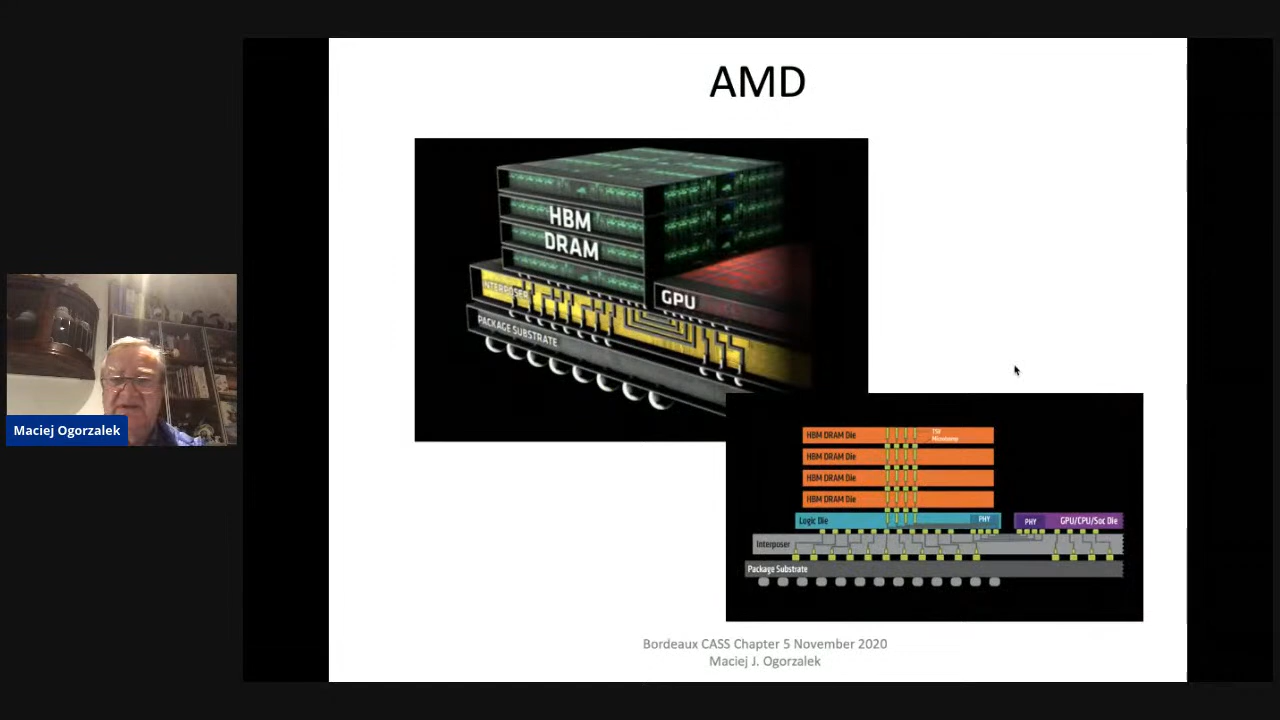 AMD
HBM
DRAM
INTERPOSER
GPU
PACKAGE SUBSTRATE
Maciej Ogorzalek
HBM DRAM Die
TSV
Microbump
HBM DRAM Die
HBM DRAM Die
HBM DRAM Die
Logic Die
PHY
PHY
GPU/CPU/Soc Die
Interposer
Package Substrate
Bordeaux CASS Chapter 5 November 2020
Maciej J. Ogorzalek